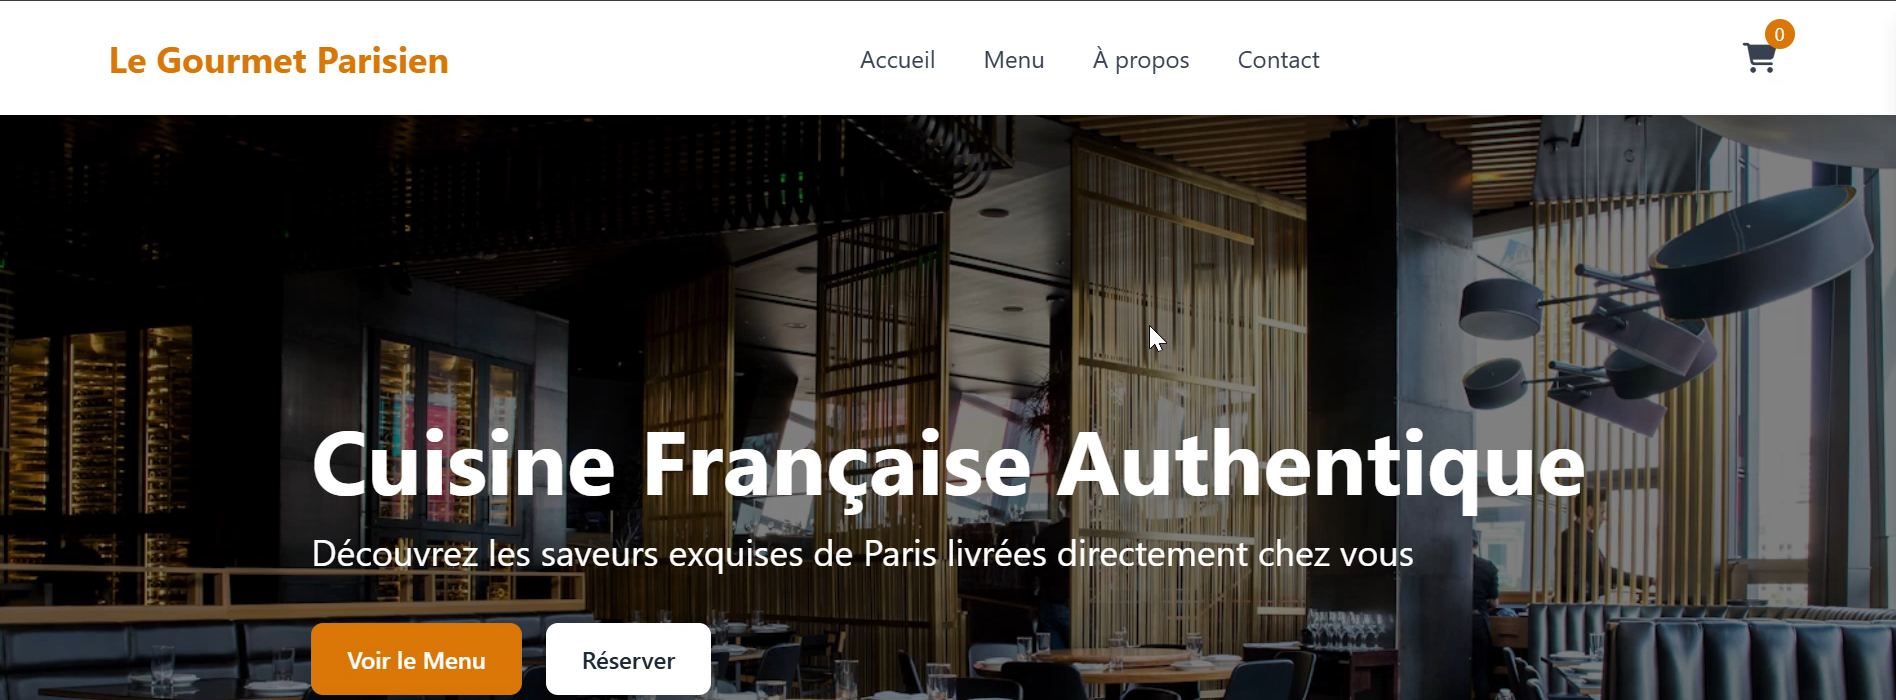 Le Gourmet Parisien
Accueil Menu À propos Contact
0
Cuisine Française Authentique
Découvrez les saveurs exquises de Paris livrées directement chez vous
Voir le Menu Réserver